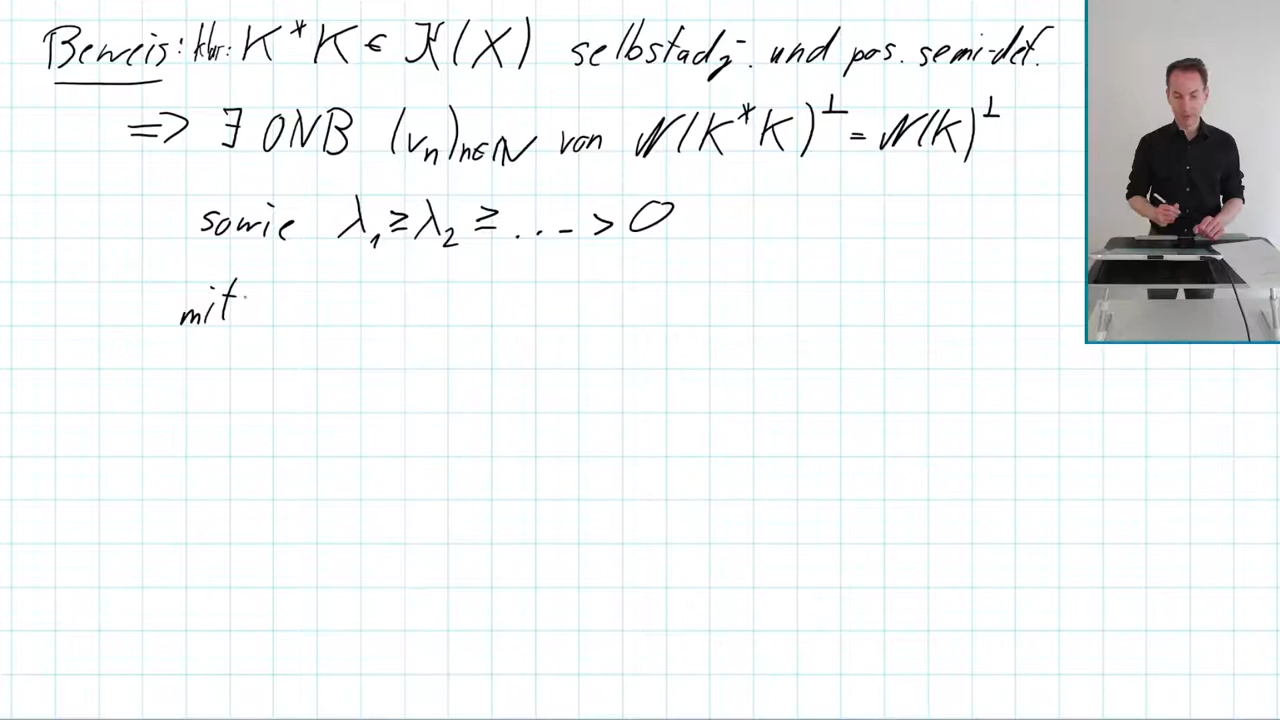 Beweis: klar: K*K ∈ 𝒦(X) selbstadj. und pos. semi-def.
=> ∃ ONB (vₙ)ₙ∈ℕ von 𝒩(K*K)^⊥ = 𝒩(K)^⊥
sowie λ₁ ≥ λ₂ ≥ ... > 0
mit